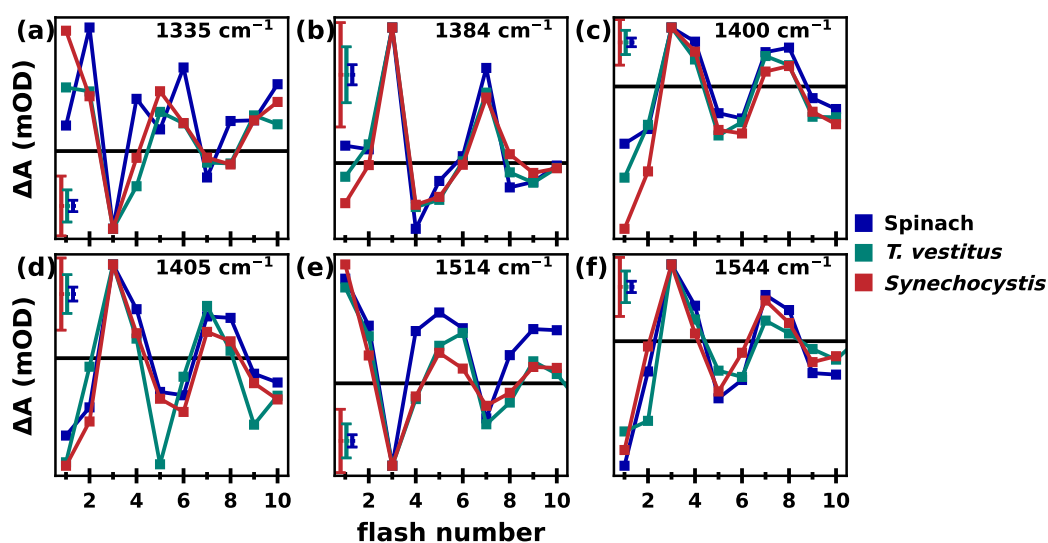 (a) 1335 cm⁻¹
(b) 1384 cm⁻¹
(c) 1400 cm⁻¹
ΔA (mOD)
Spinach
T. vestitus
Synechocystis
(d) 1405 cm⁻¹
(e) 1514 cm⁻¹
(f) 1544 cm⁻¹
ΔA (mOD)
2 4 6 8 10
2 4 6 8 10
2 4 6 8 10
flash number